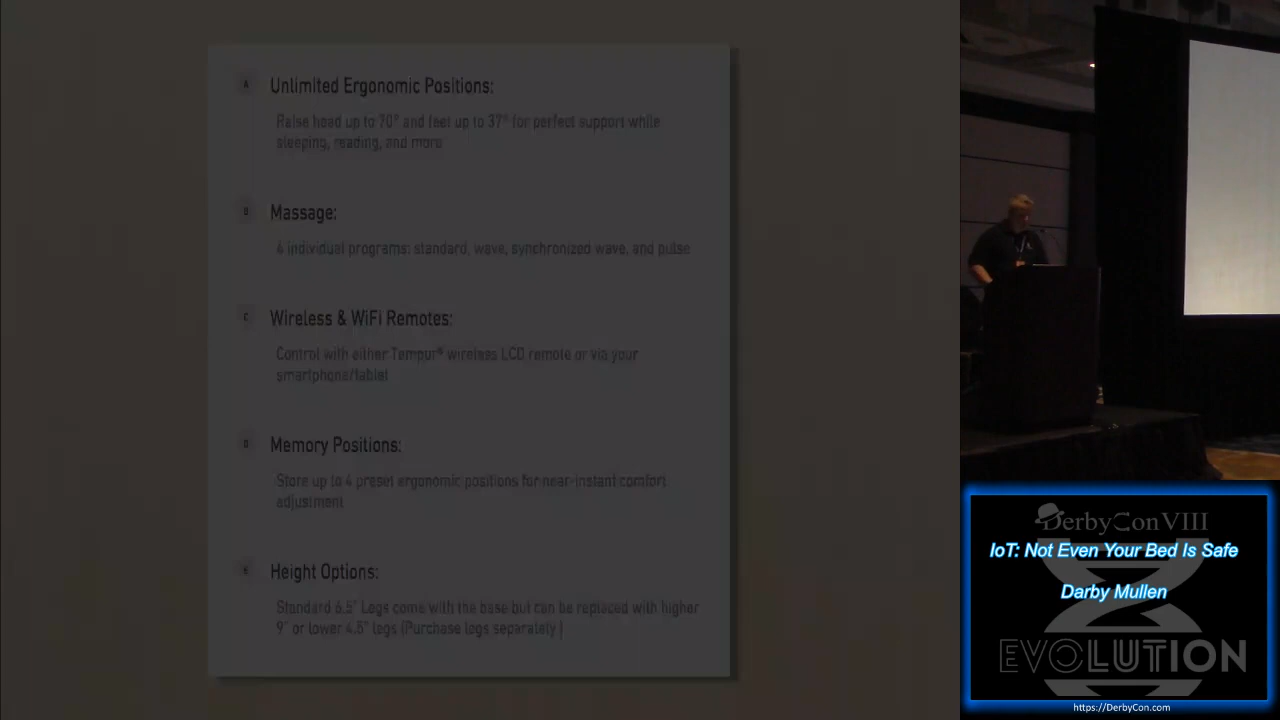 A
Unlimited Ergonomic Positions:
Raise head up to 70° and feet up to 37° for perfect support while
sleeping, reading, and more
B
Massage:
4 individual programs: standard, wave, synchronized wave, and pulse
C
Wireless & WiFi Remotes:
Control with either Tempur® wireless LCD remote or via your
smartphone/tablet
D
Memory Positions:
Store up to 4 preset ergonomic positions for near-instant comfort
adjustment
E
Height Options:
Standard 6.5" Legs come with the base but can be replaced with higher
9" or lower 4.5" legs (Purchase legs separately )
DerbyCon VIII
IoT: Not Even Your Bed Is Safe
Darby Mullen
EVOLUTION
https://DerbyCon.com